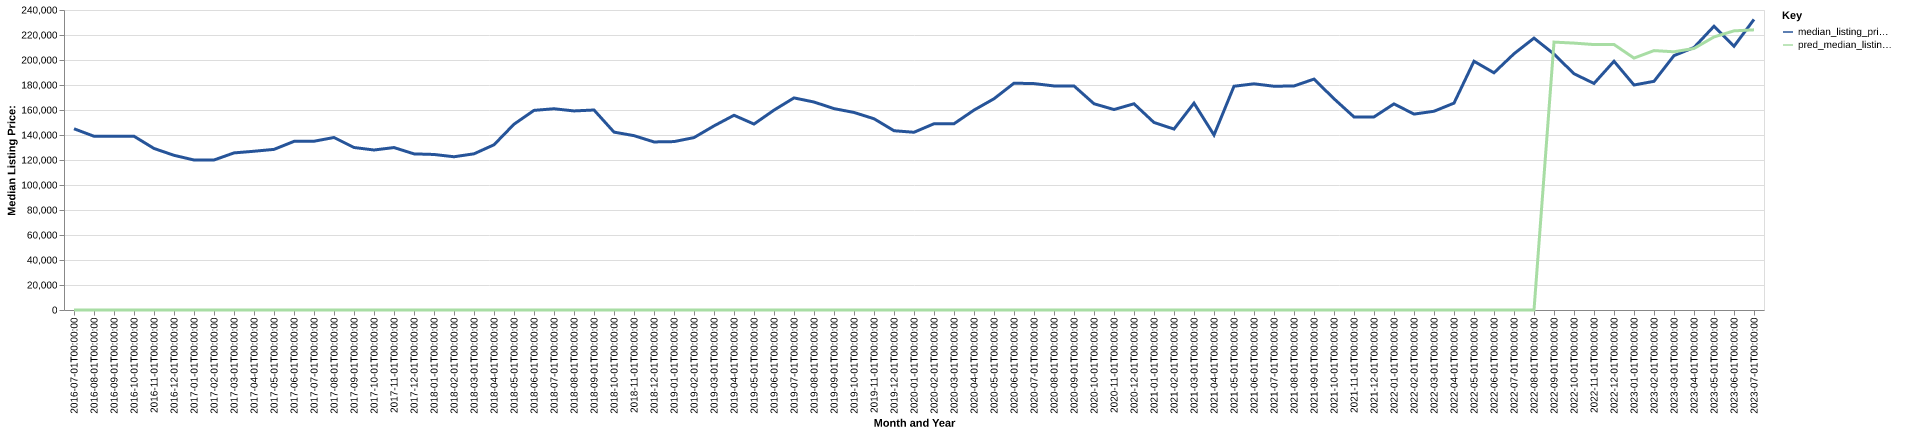 240,000
220,000
200,000
180,000
160,000
140,000
120,000
100,000
80,000
60,000
40,000
20,000
0
Median Listing Price:
2016-07-01T00:00:00
2016-08-01T00:00:00
2016-09-01T00:00:00
2016-10-01T00:00:00
2016-11-01T00:00:00
2016-12-01T00:00:00
2017-01-01T00:00:00
2017-02-01T00:00:00
2017-03-01T00:00:00
2017-04-01T00:00:00
2017-05-01T00:00:00
2017-06-01T00:00:00
2017-07-01T00:00:00
2017-08-01T00:00:00
2017-09-01T00:00:00
2017-10-01T00:00:00
2017-11-01T00:00:00
2017-12-01T00:00:00
2018-01-01T00:00:00
2018-02-01T00:00:00
2018-03-01T00:00:00
2018-04-01T00:00:00
2018-05-01T00:00:00
2018-06-01T00:00:00
2018-07-01T00:00:00
2018-08-01T00:00:00
2018-09-01T00:00:00
2018-10-01T00:00:00
2018-11-01T00:00:00
2018-12-01T00:00:00
2019-01-01T00:00:00
2019-02-01T00:00:00
2019-03-01T00:00:00
2019-04-01T00:00:00
2019-05-01T00:00:00
2019-06-01T00:00:00
2019-07-01T00:00:00
2019-08-01T00:00:00
2019-09-01T00:00:00
2019-10-01T00:00:00
2019-11-01T00:00:00
2019-12-01T00:00:00
2020-01-01T00:00:00
2020-02-01T00:00:00
2020-03-01T00:00:00
2020-04-01T00:00:00
2020-05-01T00:00:00
2020-06-01T00:00:00
2020-07-01T00:00:00
2020-08-01T00:00:00
2020-09-01T00:00:00
2020-10-01T00:00:00
2020-11-01T00:00:00
2020-12-01T00:00:00
2021-01-01T00:00:00
2021-02-01T00:00:00
2021-03-01T00:00:00
2021-04-01T00:00:00
2021-05-01T00:00:00
2021-06-01T00:00:00
2021-07-01T00:00:00
2021-08-01T00:00:00
2021-09-01T00:00:00
2021-10-01T00:00:00
2021-11-01T00:00:00
2021-12-01T00:00:00
2022-01-01T00:00:00
2022-02-01T00:00:00
2022-03-01T00:00:00
2022-04-01T00:00:00
2022-05-01T00:00:00
2022-06-01T00:00:00
2022-07-01T00:00:00
2022-08-01T00:00:00
2022-09-01T00:00:00
2022-10-01T00:00:00
2022-11-01T00:00:00
2022-12-01T00:00:00
2023-01-01T00:00:00
2023-02-01T00:00:00
2023-03-01T00:00:00
2023-04-01T00:00:00
2023-05-01T00:00:00
2023-06-01T00:00:00
2023-07-01T00:00:00
Month and Year
Key
median_listing_pri…
pred_median_listin…